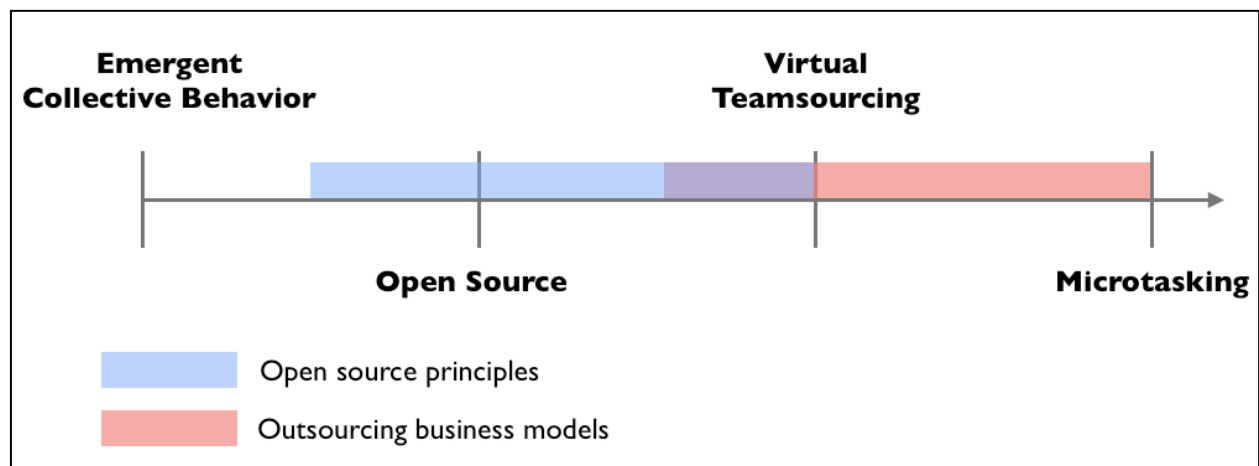 Emergent
Collective Behavior
Virtual
Teamsourcing
Open Source
Microtasking
Open source principles
Outsourcing business models